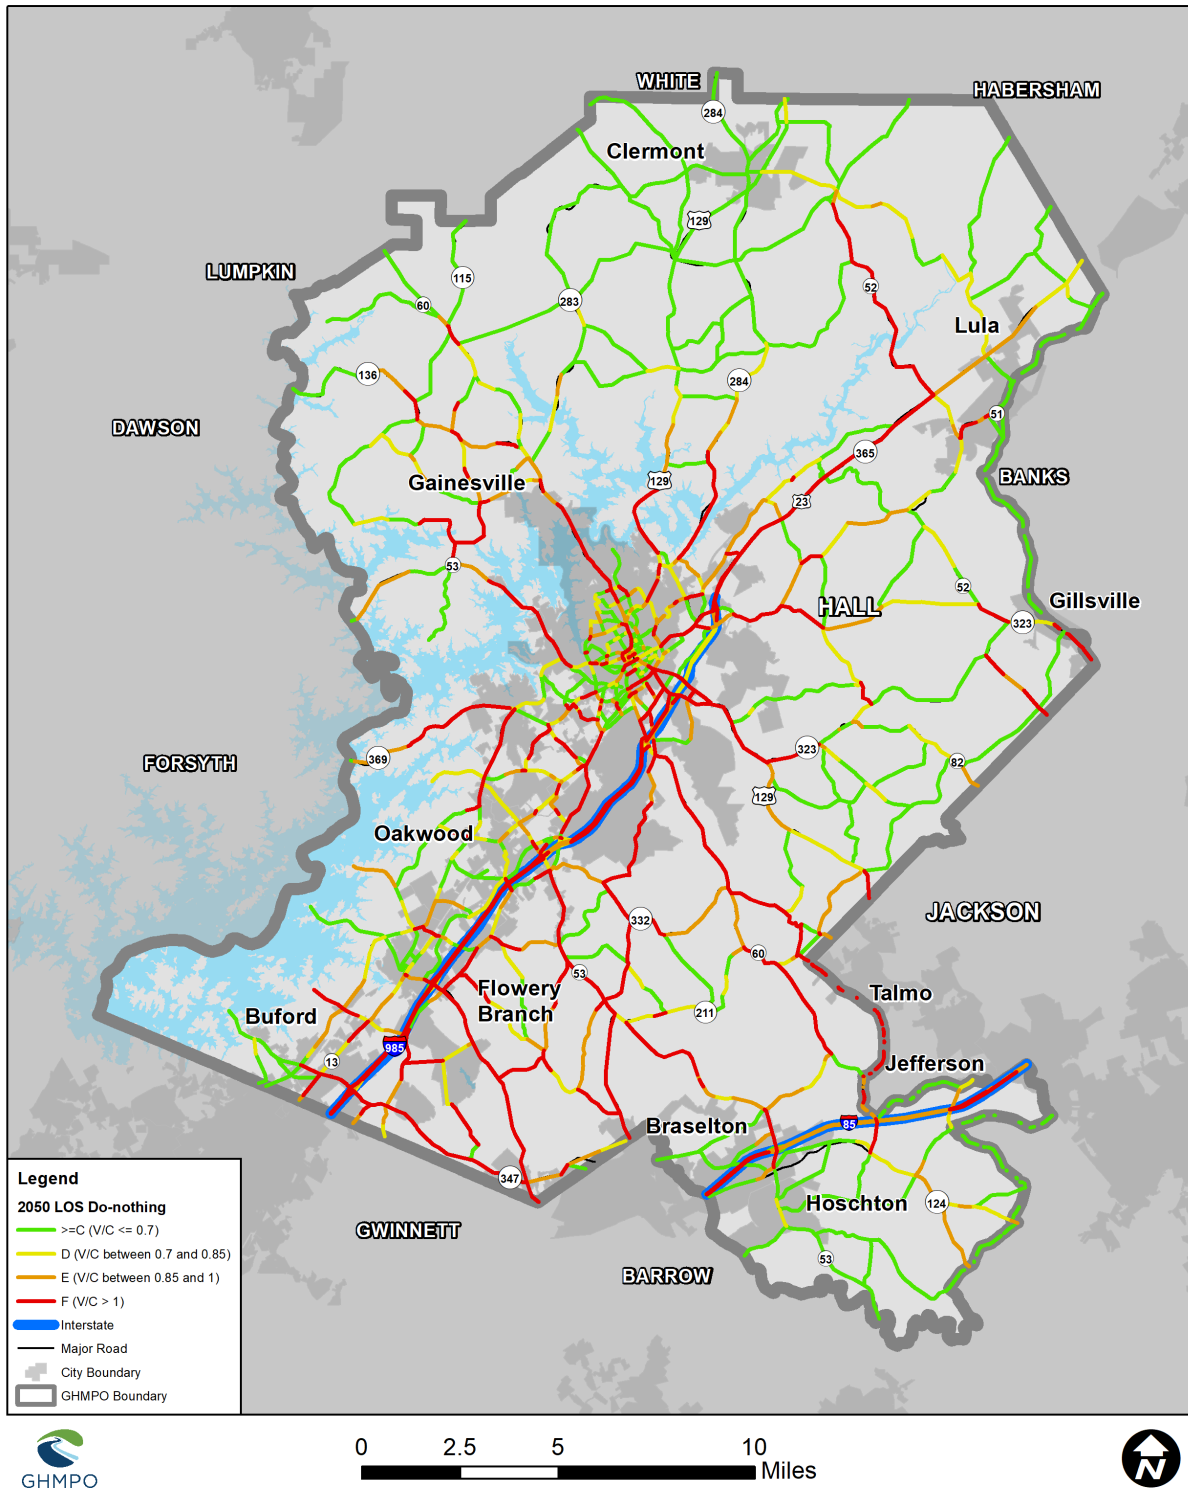 WHITE
HABERSHAM
284
Clermont
129
LUMPKIN
115
60
283
52
Lula
136
284
DAWSON
51
365
BANKS
Gainesville
129
23
53
52
HALL
Gillsville
323
FORSYTH
369
323
82
129
Oakwood
JACKSON
332
60
53
Flowery
Branch
Talmo
211
Buford
985
13
Jefferson
85
Braselton
347
Hoschton
124
GWINNETT
53
BARROW
Legend
2050 LOS Do-nothing
>=C (V/C <= 0.7)
D (V/C between 0.7 and 0.85)
E (V/C between 0.85 and 1)
F (V/C > 1)
Interstate
Major Road
City Boundary
GHMPO Boundary
GHMPO
0 2.5 5 10
Miles
N